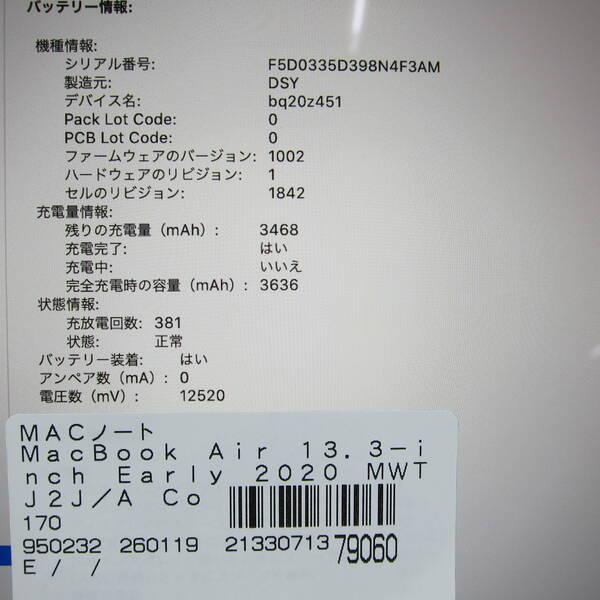 バッテリー情報:
機種情報:
シリアル番号: F5D0335D398N4F3AM
製造元: DSY
デバイス名: bq20z451
Pack Lot Code: 0
PCB Lot Code: 0
ファームウェアのバージョン: 1002
ハードウェアのリビジョン: 1
セルのリビジョン: 1842
充電量情報:
残りの充電量（mAh）: 3468
充電完了: はい
充電中: いいえ
完全充電時の容量（mAh）: 3636
状態情報:
充放電回数: 381
状態: 正常
バッテリー装着: はい
アンペア数（mA）: 0
電圧数（mV）: 12520
MACノート
MacBook Air 13.3-i
nch Early 2020 MWT
J2J/A Co
170
950232 260119 21330713 79060
E / /